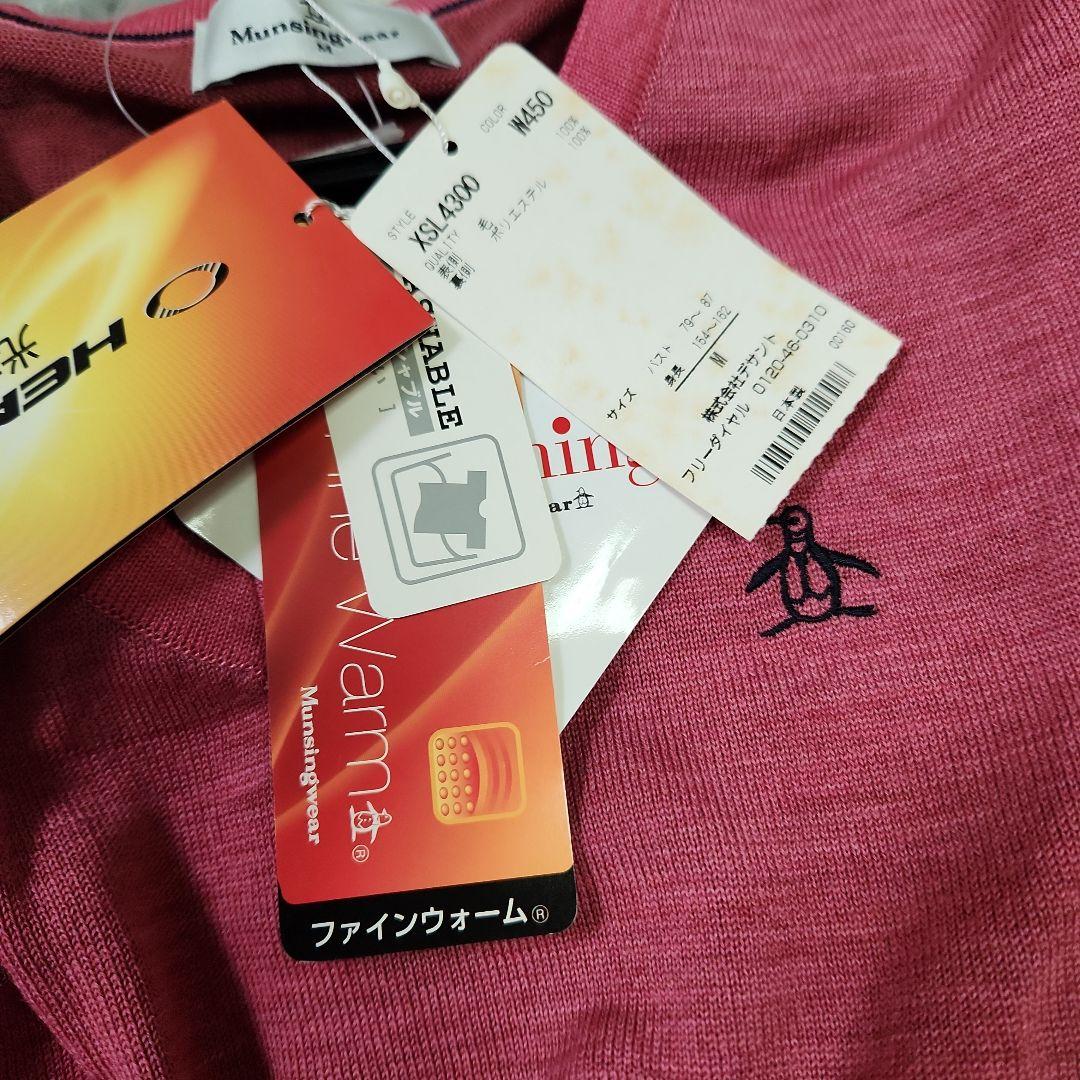 Munsingwear
M
STYLE
XSL4300
COLOR
W450
QUALITY
表側 毛 100%
裏側 ポリエステル 100%
サイズ
バスト 79～ 87
身長 154～162
M
株式会社デサント
フリーダイヤル 0120-46-0310
日本製
00160
HEA
光
ャブル
warm
Munsingwear
®
ファインウォーム®